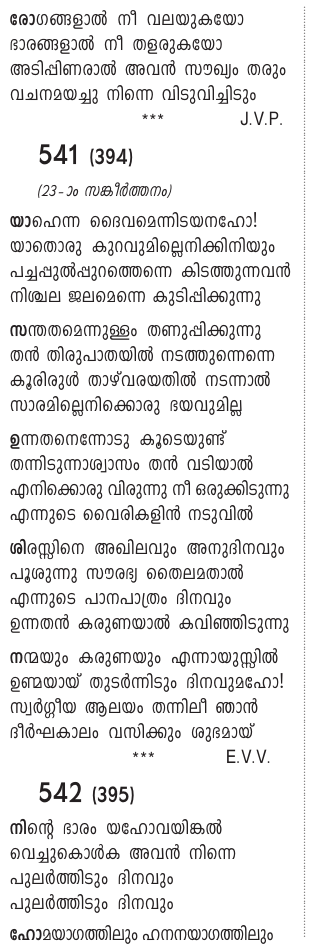 രോഗങ്ങളാൽ നീ വലയുകയോ
ഭാരങ്ങളാൽ നീ തളരുകയോ
അടിപ്പിണരാൽ അവൻ സൗഖ്യം തരും
വചനമയച്ചു നിന്നെ വിടുവിച്ചിടും
*** J.V.P.
541 (394)
(23-ാം സങ്കീർത്തനം)
യാഹെന്ന ദൈവമെന്നിടയനഹോ!
യാതൊരു കുറവുമില്ലെനിക്കിനിയും
പച്ചപ്പുൽപ്പുറത്തെന്നെ കിടത്തുന്നവൻ
നിശ്ചല ജലമെന്നെ കുടിപ്പിക്കുന്നു
സന്തതമെന്നുള്ളം തണുപ്പിക്കുന്നു
തൻ തിരുപാതയിൽ നടത്തുന്നെന്നെ
കൂരിരുൾ താഴ്‌വരയതിൽ നടന്നാൽ
സാരമില്ലെനിക്കൊരു ഭയവുമില്ല
ഉന്നതനെന്നോടു കൂടെയുണ്ട്
തന്നിടുന്നാശ്വാസം തൻ വടിയാൽ
എനിക്കൊരു വിരുന്നു നീ ഒരുക്കിടുന്നു
എന്നുടെ വൈരികളിൻ നടുവിൽ
ശിരസ്സിനെ അഖിലവും അനുദിനവും
പൂശുന്നു സൗരഭ്യ തൈലമതാൽ
എന്നുടെ പാനപാത്രം ദിനവും
ഉന്നതൻ കരുണയാൽ കവിഞ്ഞിടുന്നു
നന്മയും കരുണയും എന്നായുസ്സിൽ
ഉണ്മയായ് തുടർന്നിടും ദിനവുമഹോ!
സ്വർഗ്ഗീയ ആലയം തന്നിലീ ഞാൻ
ദീർഘകാലം വസിക്കും ശുഭമായ്
*** E.V.V.
542 (395)
നിന്റെ ഭാരം യഹോവയിങ്കൽ
വെച്ചുകൊൾക അവൻ നിന്നെ
പുലർത്തിടും ദിനവും
പുലർത്തിടും ദിനവും
ഹോമയാഗത്തിലും ഹനനയാഗത്തിലും